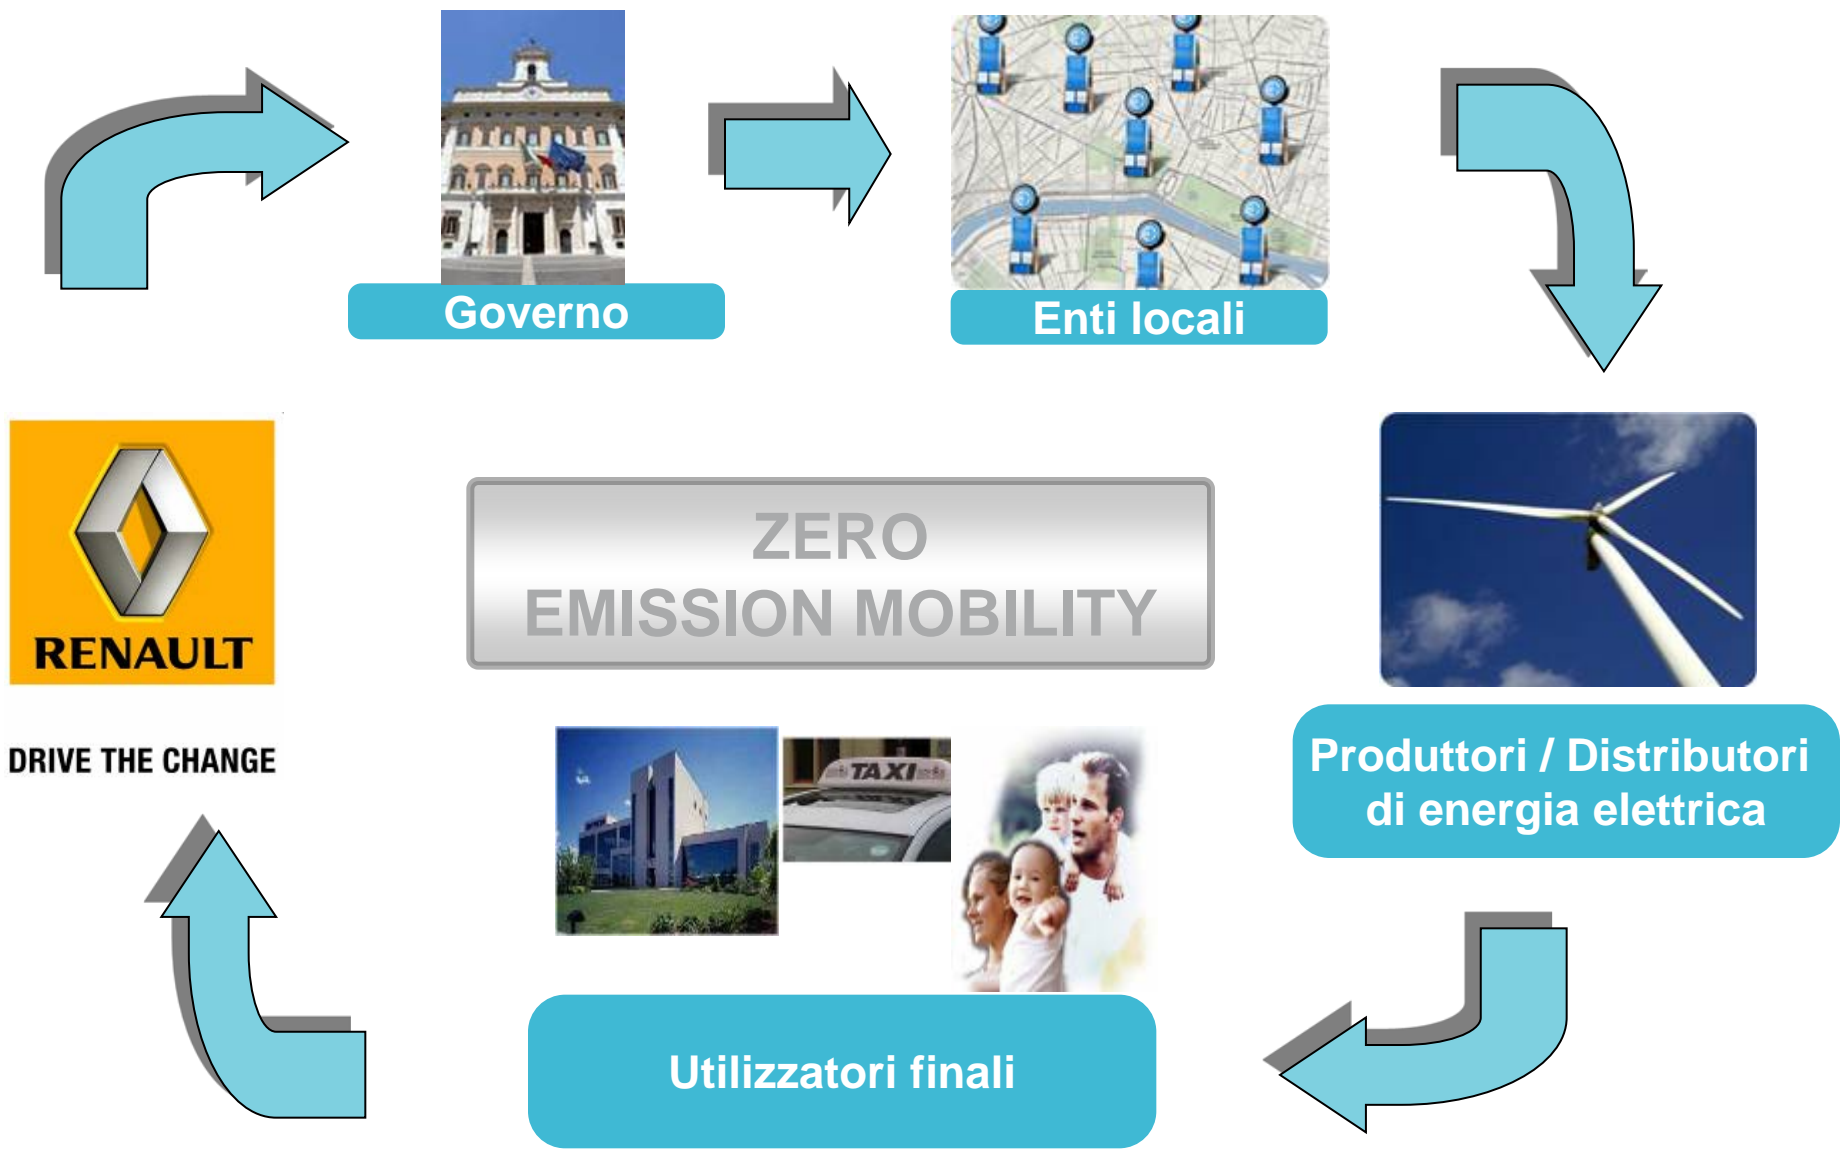 Governo
Enti locali
RENAULT
DRIVE THE CHANGE
ZERO
EMISSION MOBILITY
TAXI
Produttori / Distributori
di energia elettrica
Utilizzatori finali